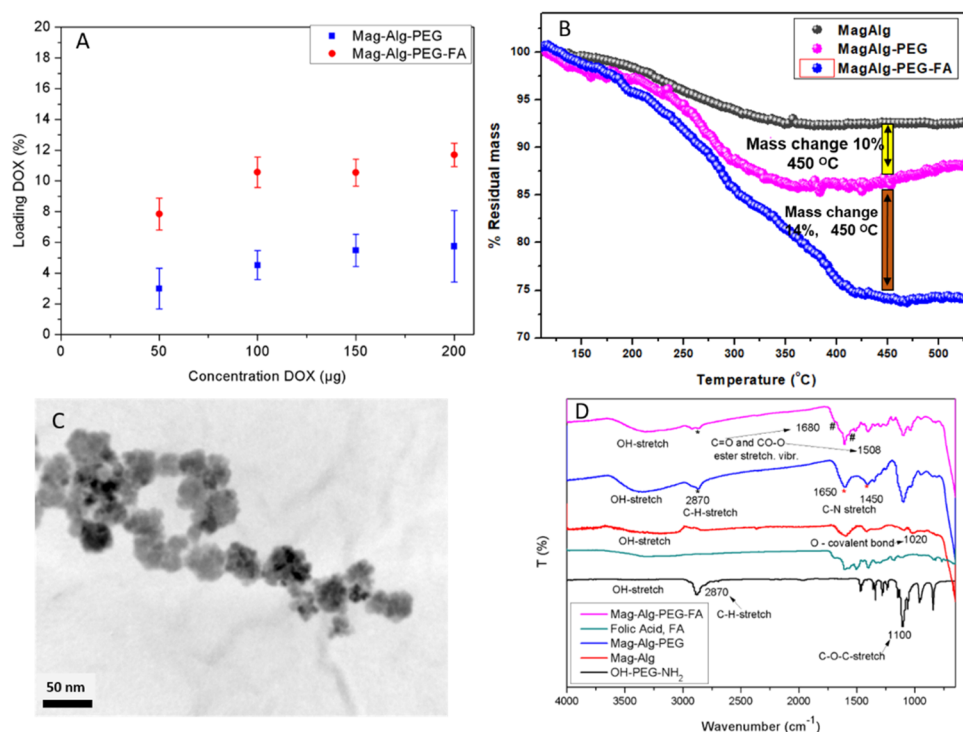 A
Mag-Alg-PEG
Mag-Alg-PEG-FA
Loading DOX (%)
20
18
16
14
12
10
8
6
4
2
0
0
50
100
150
200
Concentration DOX (µg)
B
MagAlg
MagAlg-PEG
MagAlg-PEG-FA
% Residual mass
100
95
90
85
80
75
70
Mass change 10%
450 °C
Mass change
14%, 450 °C
150
200
250
300
350
400
450
500
Temperature (°C)
C
50 nm
D
T (%)
OH-stretch
*
#
#
1680
C=O and CO-O
ester stretch. vibr.
1508
OH-stretch
*
2870
C-H-stretch
1650
*
1450
*
C-N stretch
OH-stretch
O - covalent bond
1020
OH-stretch
2870
C-H-stretch
1100
C-O-C-stretch
Mag-Alg-PEG-FA
Folic Acid, FA
Mag-Alg-PEG
Mag-Alg
OH-PEG-NH2
4000
3500
3000
2500
2000
1500
1000
Wavenumber (cm-1)